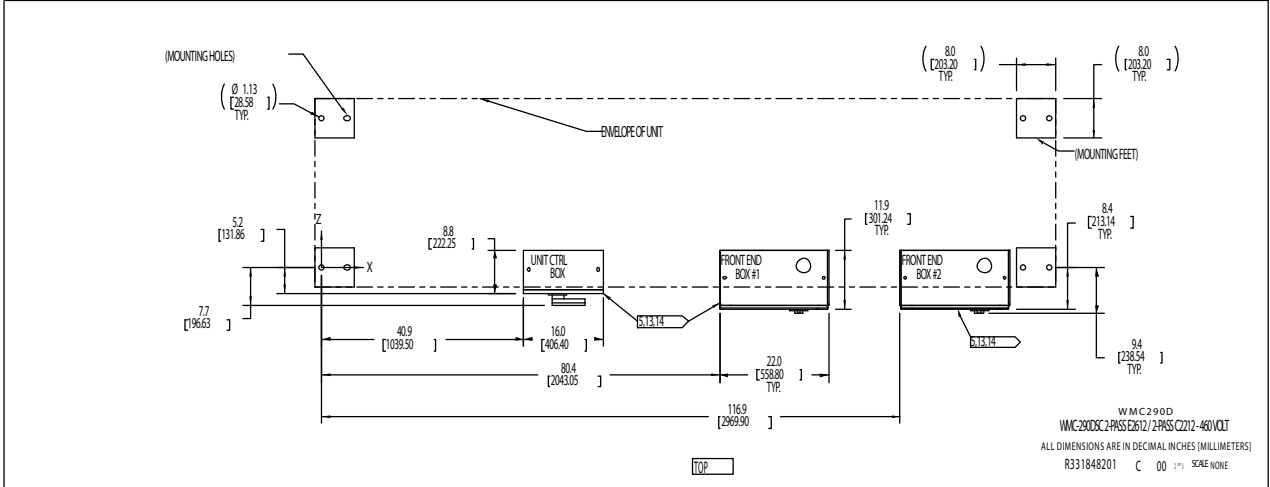 (MOUNTING HOLES)
( Ø 1.13
[28.58 ] )
TYP.
ENVELOPE OF UNIT
( 8.0
[203.20 ] )
TYP.
( 8.0
[203.20 ] )
TYP.
(MOUNTING FEET)
Z
X
5.2
[131.86 ]
7.7
[196.63 ]
8.8
[222.25 ]
UNIT CTRL
BOX
FRONT END
BOX #1
11.9
[301.24 ]
TYP.
FRONT END
BOX #2
8.4
[213.14 ]
TYP.
5,13,14
5,13,14
40.9
[1039.50 ]
16.0
[406.40 ]
80.4
[2043.05 ]
22.0
[558.80 ]
TYP.
9.4
[238.54 ]
TYP.
116.9
[2969.90 ]
TOP
WMC290D
WMC-290DSC 2-PASS E2612 / 2-PASS C2212 - 460 VOLT
ALL DIMENSIONS ARE IN DECIMAL INCHES [MILLIMETERS]
R331848201 C 00 SCALE NONE